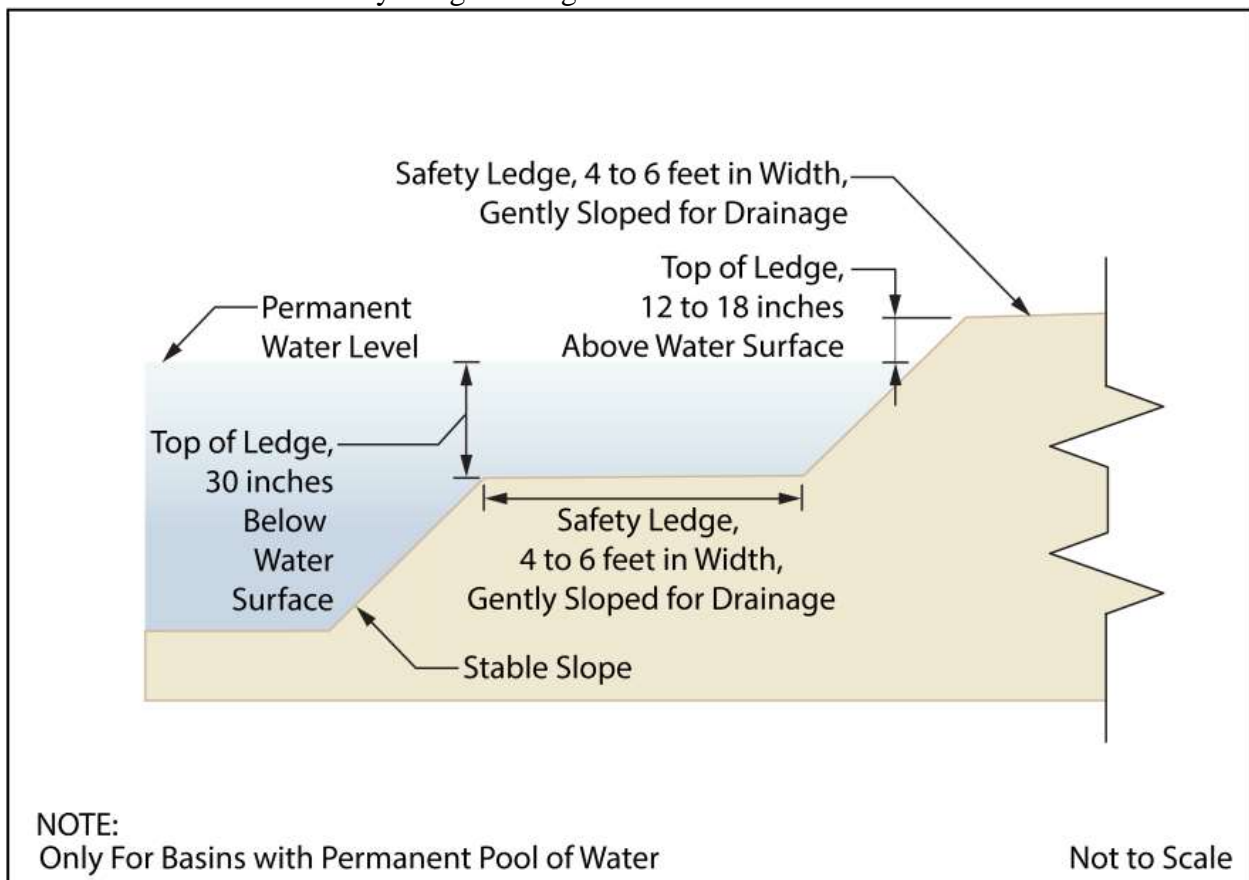 Safety Ledge, 4 to 6 feet in Width,
Gently Sloped for Drainage
Top of Ledge,
12 to 18 inches
Above Water Surface
Permanent
Water Level
Top of Ledge,
30 inches
Below
Water
Surface
Safety Ledge,
4 to 6 feet in Width,
Gently Sloped for Drainage
Stable Slope
NOTE:
Only For Basins with Permanent Pool of Water
Not to Scale